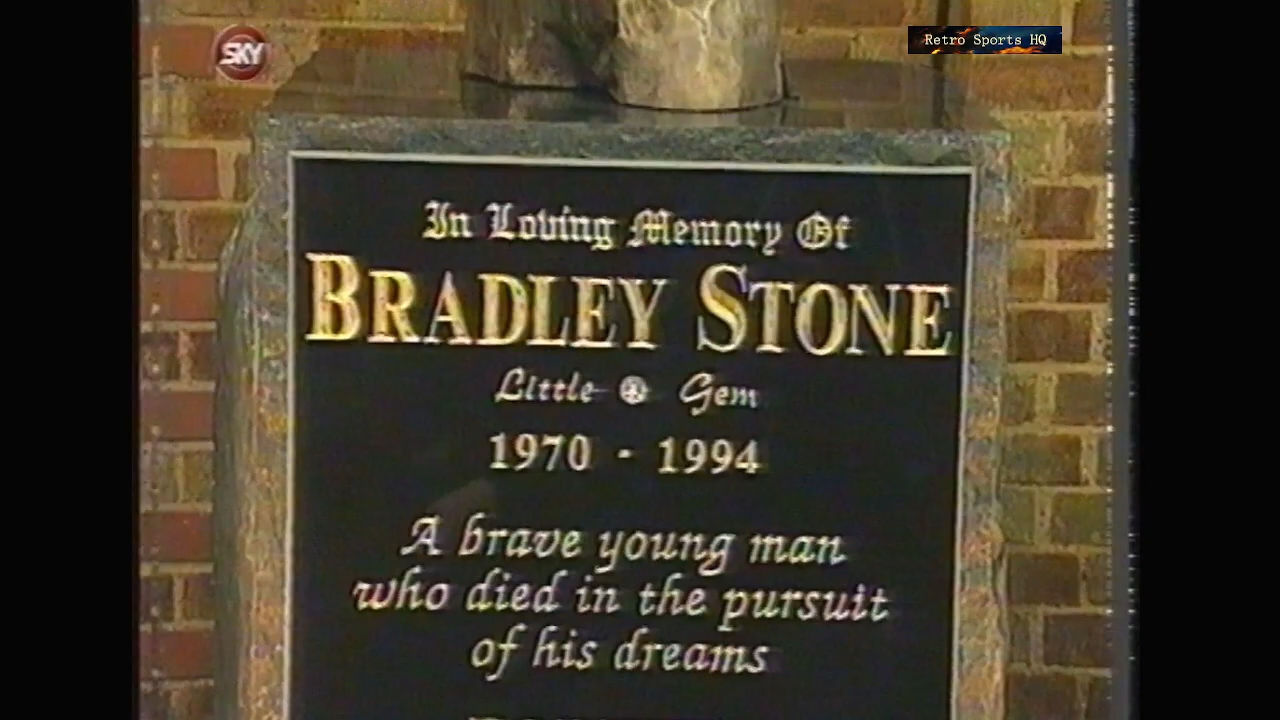 SKY
Retro Sports HQ
In Loving Memory Of
BRADLEY STONE
Little Gem
1970 - 1994
A brave young man
who died in the pursuit
of his dreams